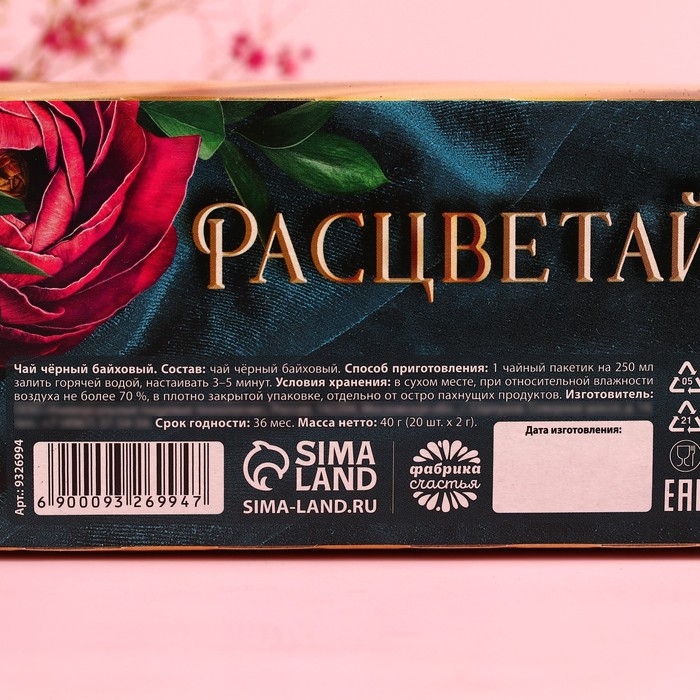 РАСЦВЕТАЙ
Чай чёрный байховый. Состав: чай чёрный байховый. Способ приготовления: 1 чайный пакетик на 250 мл
залить горячей водой, настаивать 3–5 минут. Условия хранения: в сухом месте, при относительной влажности
воздуха не более 70 %, в плотно закрытой упаковке, отдельно от остро пахнущих продуктов. Изготовитель:
Срок годности: 36 мес. Масса нетто: 40 г (20 шт. х 2 г).
Арт.: 9326994
6 900093 269947
SIMA
LAND
SIMA-LAND.RU
фабрика
счастья
Дата изготовления:
05
21
EAC